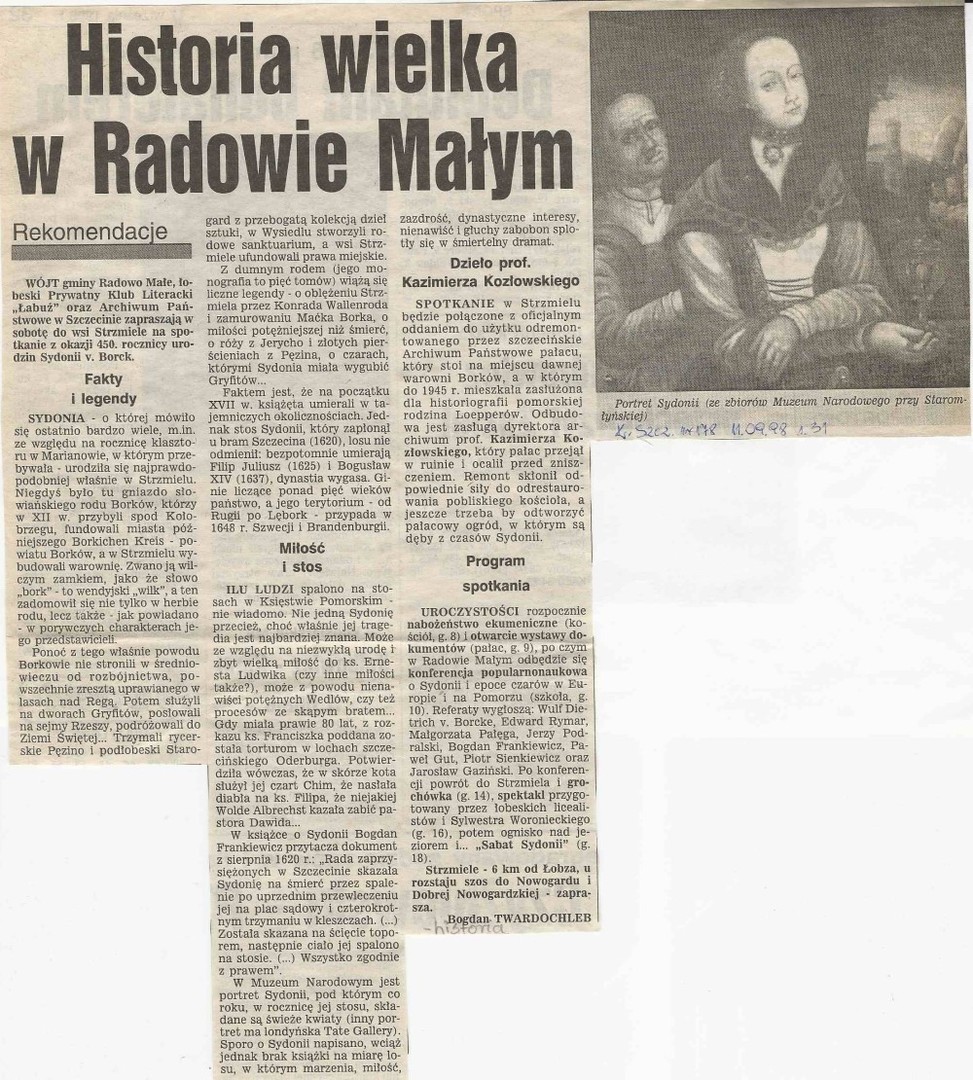 Historia wielka
w Radowie Małym
Rekomendacje
WÓJT gminy Radowo Małe, ło-
beski Prywatny Klub Literacki
„Łabuź” oraz Archiwum Pań-
stwowe w Szczecinie zapraszają w
sobotę do wsi Strzmiele na spo-
tkanie z okazji 450. rocznicy uro-
dzin Sydonii v. Borck.
Fakty
i legendy
SYDONIA - o której mówiło
się ostatnio bardzo wiele, m.in.
ze względu na rocznicę klaszto-
ru w Marianowie, w którym prze-
bywała - urodziła się najprawdo-
podobniej właśnie w Strzmielu.
Niegdyś było tu gniazdo sło-
wiańskiego rodu Borków, którzy
w XII w. przybyli spod Koło-
brzegu, fundowali miasta póź-
niejszego Borkichen Kreis - po-
wiatu Borków, a w Strzmielu wy-
budowali warownię. Zwano ją wil-
czym zamkiem, jako że słowo
„bork” - to wendyjski „wilk”, a ten
zadomowił się nie tylko w herbie
rodu, lecz także - jak powiadano
- w porywczych charakterach je-
go przedstawicieli.
Ponoć z tego właśnie powodu
Borkowie nie stronili w średnio-
wieczu od rozbójnictwa, po-
wszechnie zresztą uprawianego w
lasach nad Regą. Potem służyli
na dworach Gryfitów, posłowali
na sejmy Rzeszy, podróżowali do
Ziemi Świętej... Trzymali rycer-
skie Pęzino i podłobeski Staro-
gard z przebogatą kolekcją dzieł
sztuki, w Wysiedlu stworzyli ro-
dowe sanktuarium, a wsi Strz-
miele ufundowali prawa miejskie.
Z dumnym rodem (jego mo-
nografia to pięć tomów) wiążą się
liczne legendy - o oblężeniu Strz-
miela przez Konrada Wallenroda
i zamurowaniu Maćka Borka, o
miłości potężniejszej niż śmierć,
o róży z Jerycho i złotych pier-
ścieniach z Pęzina, o czarach,
którymi Sydonia miała wygubić
Gryfitów...
Faktem jest, że na początku
XVII w. książęta umierali w ta-
jemniczych okolicznościach. Jed-
nak stos Sydonii, który zapłonął
u bram Szczecina (1620), losu nie
odmienił: bezpotomnie umierają
Filip Juliusz (1625) i Bogusław
XIV (1637), dynastia wygasa. Gi-
nie liczące ponad pięć wieków
państwo, a jego terytorium - od
Rugii po Lębork - przypada w
1648 r. Szwecji i Brandenburgii.
Miłość
i stos
ILU LUDZI spalono na sto-
sach w Księstwie Pomorskim -
nie wiadomo. Nie jedną Sydonię
przecież, choć właśnie jej trage-
dia jest najbardziej znana. Może
ze względu na niezwykłą urodę i
zbyt wielką miłość do ks. Erne-
sta Ludwika (czy inne miłości
także?), może z powodu niena-
wiści potężnych Wedlów, czy też
procesów ze skąpym bratem...
Gdy miała prawie 80 lat, z roz-
kazu ks. Franciszka poddana zo-
stała torturom w lochach szcze-
cińskiego Oderburga. Potwier-
dziła wówczas, że w skórze kota
służył jej czart Chim, że nasłała
diabła na ks. Filipa, że niejakiej
Wolde Albrechst kazała zabić pa-
stora Dawida...
W książce o Sydonii Bogdan
Frankiewicz przytacza dokument
z sierpnia 1620 r.: „Rada zaprzy-
siężonych w Szczecinie skazała
Sydonię na śmierć przez spale-
nie po uprzednim przewleczeniu
jej na plac sądowy i czterokrot-
nym trzymaniu w kleszczach. (...)
Została skazana na ścięcie topo-
rem, następnie ciało jej spalono
na stosie. (...) Wszystko zgodnie
z prawem”.
W Muzeum Narodowym jest
portret Sydonii, pod którym co
roku, w rocznicę jej stosu, skła-
dane są świeże kwiaty (inny por-
tret ma londyńska Tate Gallery).
Sporo o Sydonii napisano, wciąż
jednak brak książki na miarę lo-
su, w którym marzenia, miłość,
zazdrość, dynastyczne interesy,
nienawiść i głuchy zabobon splo-
tły się w śmiertelny dramat.
Dzieło prof.
Kazimierza Kozłowskiego
SPOTKANIE w Strzmielu
będzie połączone z oficjalnym
oddaniem do użytku odremon-
towanego przez szczecińskie
Archiwum Państwowe pałacu,
który stoi na miejscu dawnej
warowni Borków, a w którym
do 1945 r. mieszkała zasłużona
dla historiografii pomorskiej
rodzina Loepperów. Odbudo-
wa jest zasługą dyrektora ar-
chiwum prof. Kazimierza Ko-
złowskiego, który pałac przejął
w ruinie i ocalił przed znisz-
czeniem. Remont skłonił od-
powiednie siły do odrestauro-
wania pobliskiego kościoła, a
jeszcze trzeba by odtworzyć
pałacowy ogród, w którym są
dęby z czasów Sydonii.
Program
spotkania
UROCZYSTOŚCI rozpocznie
nabożeństwo ekumeniczne (ko-
ściół, g. 8) i otwarcie wystawy do-
kumentów (pałac, g. 9), po czym
w Radowie Małym odbędzie się
konferencja popularnonaukowa
o Sydonii i epoce czarów w Eu-
ropie i na Pomorzu (szkoła, g.
10). Referaty wygłoszą: Wulf Die-
trich v. Borcke, Edward Rymar,
Małgorzata Pałęga, Jerzy Pod-
ralski, Bogdan Frankiewicz, Pa-
weł Gut, Piotr Sienkiewicz oraz
Jarosław Gaziński. Po konferen-
cji powrót do Strzmiela i gro-
chówka (g. 14), spektakl przygo-
towany przez łobeskich liceali-
stów i Sylwestra Woronieckiego
(g. 16), potem ognisko nad je-
ziorem i... „Sabat Sydonii” (g.
18).
Strzmiele - 6 km od Łobza, u
rozstaju szos do Nowogardu i
Dobrej Nowogardzkiej - zapra-
sza.
Bogdan TWARDOCHLEB
- historia
Portret Sydonii (ze zbiorów Muzeum Narodowego przy Starom-
łyńskiej)
K. Szcz. nr 178 11.09.98 s. 31